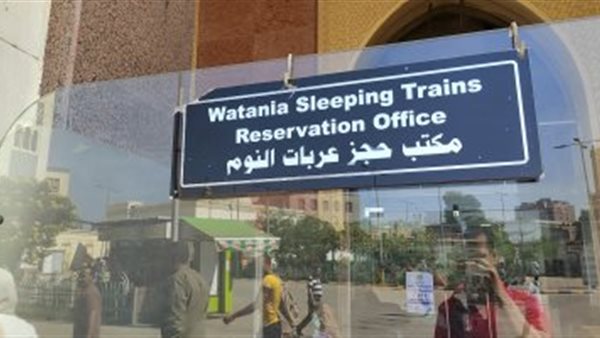 Watania Sleeping Trains
Reservation Office
مكتب حجز عربات النوم